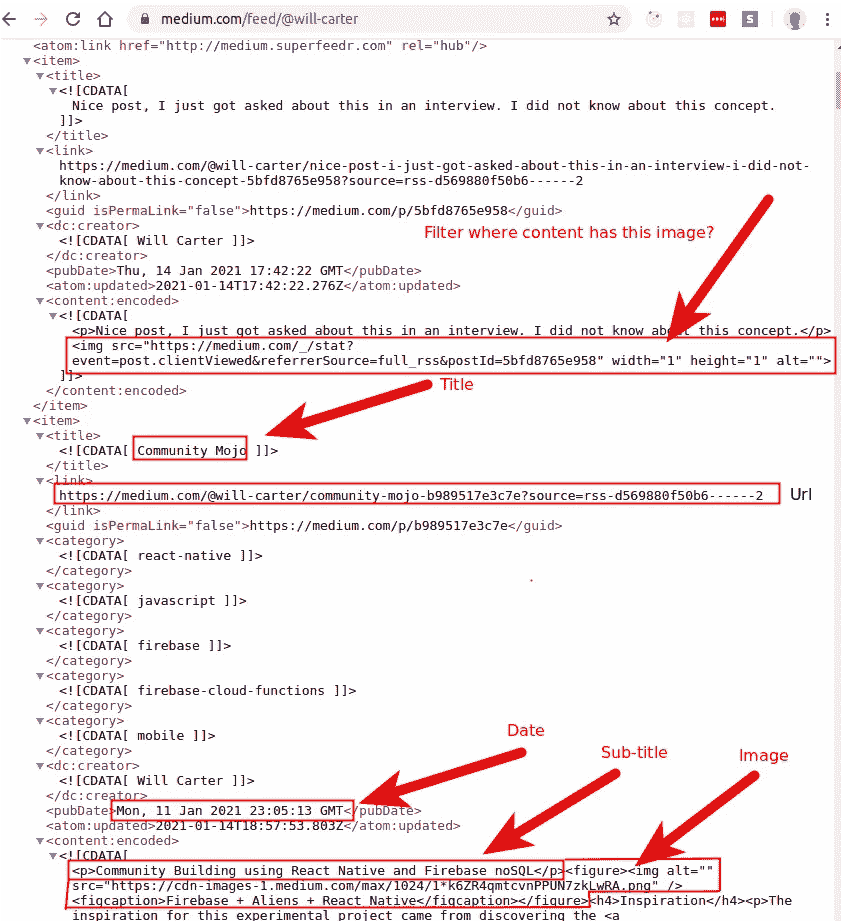 medium.com/feed/@will-carter
<atom:link href="http://medium.superfeedr.com" rel="hub"/>
▼<item>
▼<title>
▼<![CDATA[
Nice post, I just got asked about this in an interview. I did not know about this concept.
]]>
</title>
▼<link>
https://medium.com/@will-carter/nice-post-i-just-got-asked-about-this-in-an-interview-i-did-not-
know-about-this-concept-5bfd8765e958?source=rss-d569880f50b6------2
</link>
<guid isPermaLink="false">https://medium.com/p/5bfd8765e958</guid>
▼<dc:creator>
Filter where content has this image?
<![CDATA[ Will Carter ]]>
</dc:creator>
<pubDate>Thu, 14 Jan 2021 17:42:22 GMT</pubDate>
<atom:updated>2021-01-14T17:42:22.276Z</atom:updated>
▼<content:encoded>
▼<![CDATA[
<p>Nice post, I just got asked about this in an interview. I did not know about this concept.</p>
<img src="https://medium.com/_/stat?
event=post.clientViewed&referrerSource=full_rss&postId=5bfd8765e958" width="1" height="1" alt="">
]]>
Title
</content:encoded>
</item>
▼<item>
▼<title>
<![CDATA[ Community Mojo ]]>
</title>
▼<link>
https://medium.com/@will-carter/community-mojo-b989517e3c7e?source=rss-d569880f50b6------2
Url
</link>
<guid isPermaLink="false">https://medium.com/p/b989517e3c7e</guid>
▼<category>
<![CDATA[ react-native ]]>
</category>
▼<category>
<![CDATA[ javascript ]]>
</category>
▼<category>
<![CDATA[ firebase ]]>
</category>
▼<category>
<![CDATA[ firebase-cloud-functions ]]>
</category>
▼<category>
<![CDATA[ mobile ]]>
Date
</category>
Sub-title
Image
▼<dc:creator>
<![CDATA[ Will Carter ]]>
</dc:creator>
<pubDate>Mon, 11 Jan 2021 23:05:13 GMT</pubDate>
<atom:updated>2021-01-14T18:57:53.803Z</atom:updated>
▼<content:encoded>
▼<![CDATA[
<p>Community Building using React Native and Firebase noSQL</p><figure><img alt=""
src="https://cdn-images-1.medium.com/max/1024/1*k6ZR4qmtcvnPPUN7zkLwRA.png" />
<figcaption>Firebase + Aliens + React Native</figcaption></figure><h4>Inspiration</h4><p>The
inspiration for this experimental project came from discovering the <a